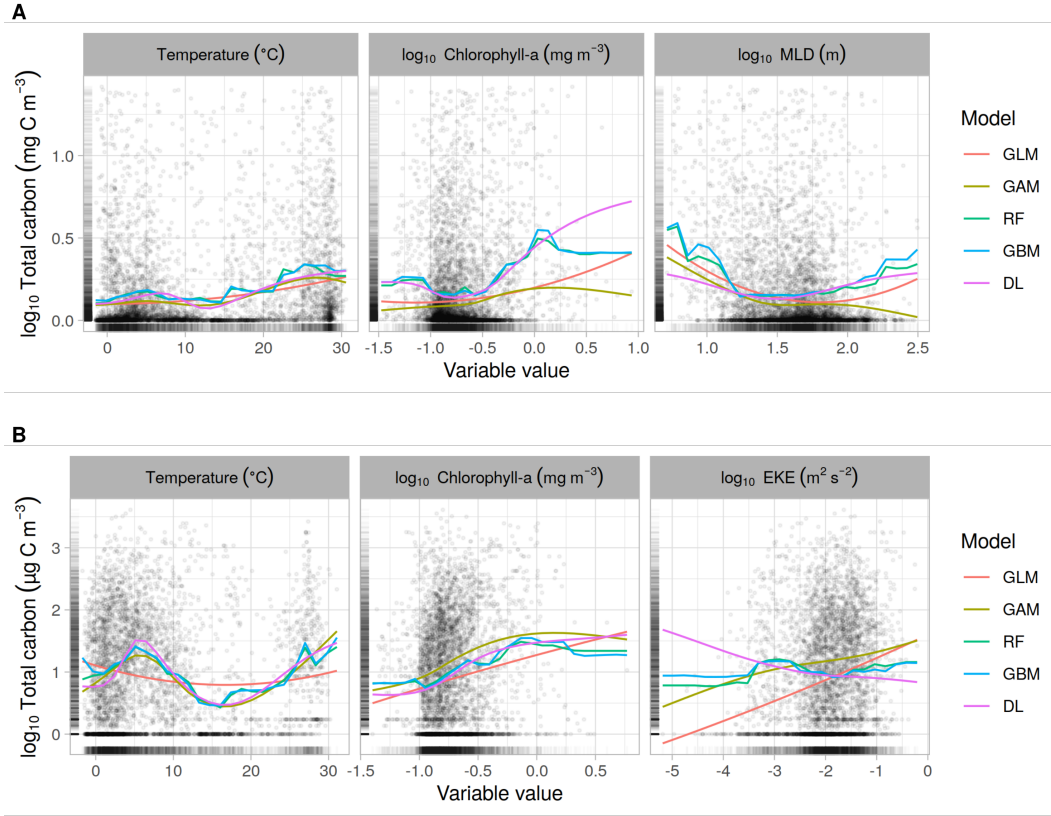 A
Temperature (°C)
log₁₀ Chlorophyll-a (mg m⁻³)
log₁₀ MLD (m)
log₁₀ Total carbon (mg C m⁻³)
1.0
0.5
0.0
0
10
20
30
-1.5
-1.0
-0.5
0.0
0.5
1.0
1.0
1.5
2.0
2.5
Variable value
Model
GLM
GAM
RF
GBM
DL
B
Temperature (°C)
log₁₀ Chlorophyll-a (mg m⁻³)
log₁₀ EKE (m² s⁻²)
log₁₀ Total carbon (µg C m⁻³)
3
2
1
0
0
10
20
30
-1.5
-1.0
-0.5
0.0
0.5
-5
-4
-3
-2
-1
0
Variable value
Model
GLM
GAM
RF
GBM
DL